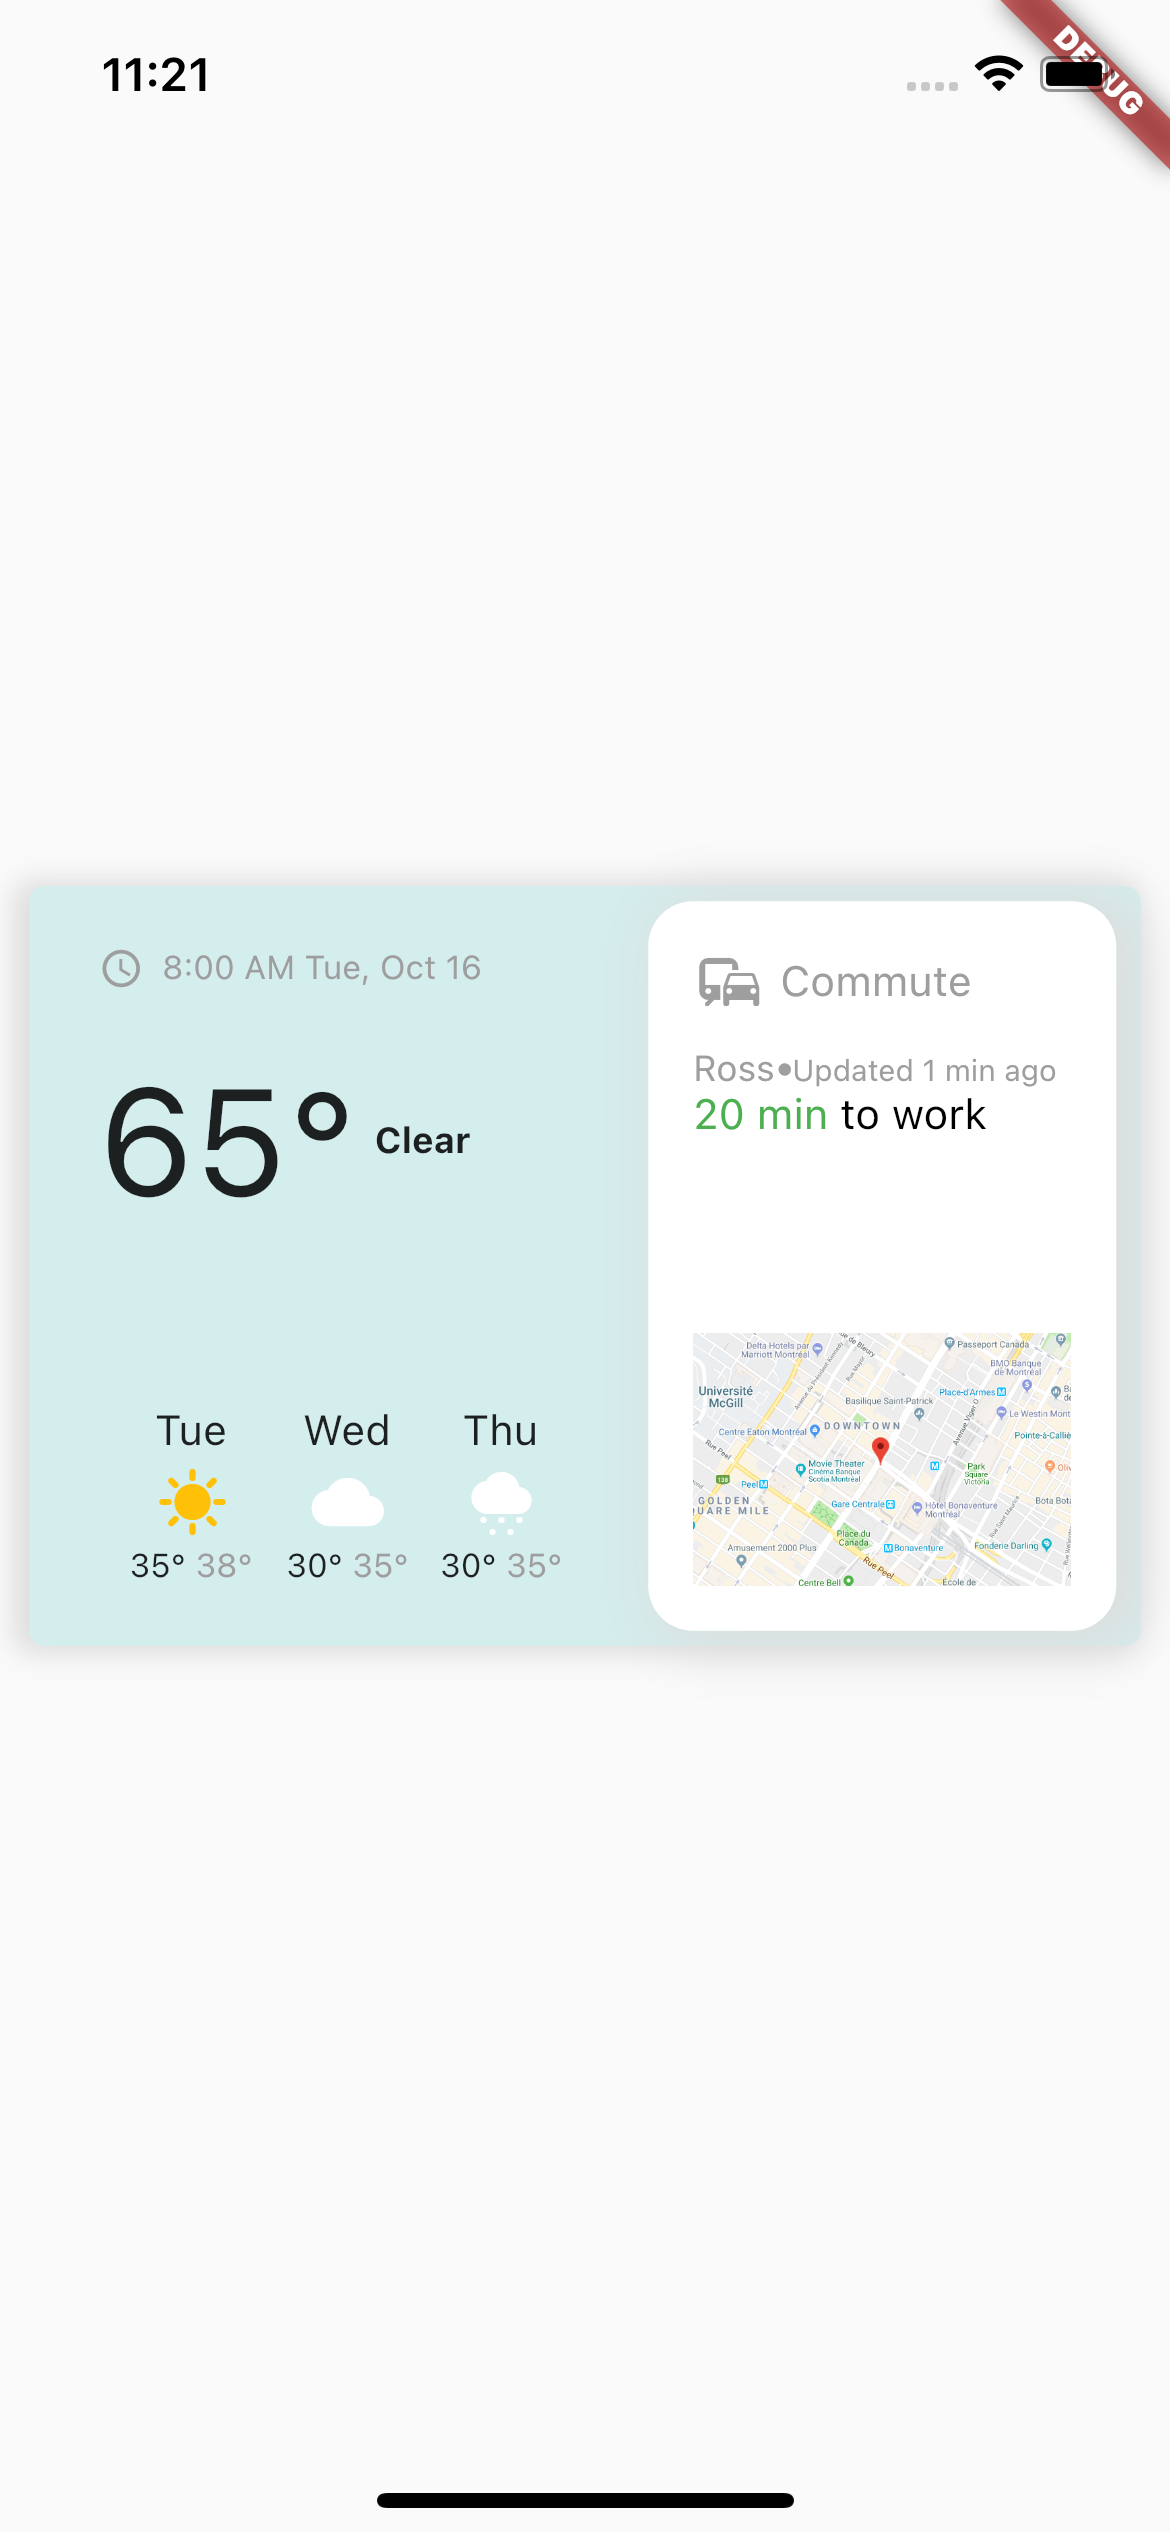 11:21
DEBUG
8:00 AM Tue, Oct 16
65° Clear
Tue Wed Thu
35° 38° 30° 35° 30° 35°
Commute
Ross•Updated 1 min ago
20 min to work
Delta Hotels par
Marriott Montréal
Passeport Canada
BMO Banque
de Montréal
Université
McGill
Place-d'Armes
Basilique Saint-Patrick
Le Westin Mont
Centre Eaton Montréal
DOWNTOWN
Pointe-à-Calliè
Rue Peel
Movie Theater
Cinéma Banque
Scotia Montréal
Park
Square
Victoria
Peel
GOLDEN
UARE MILE
Gare Centrale
Hôtel Bonaventure
Montréal
Bota Bota
Place du
Canada
Amusement 2000 Plus
Bonaventure
Fonderie Darling
Rue Peel
Centre Bell
École de